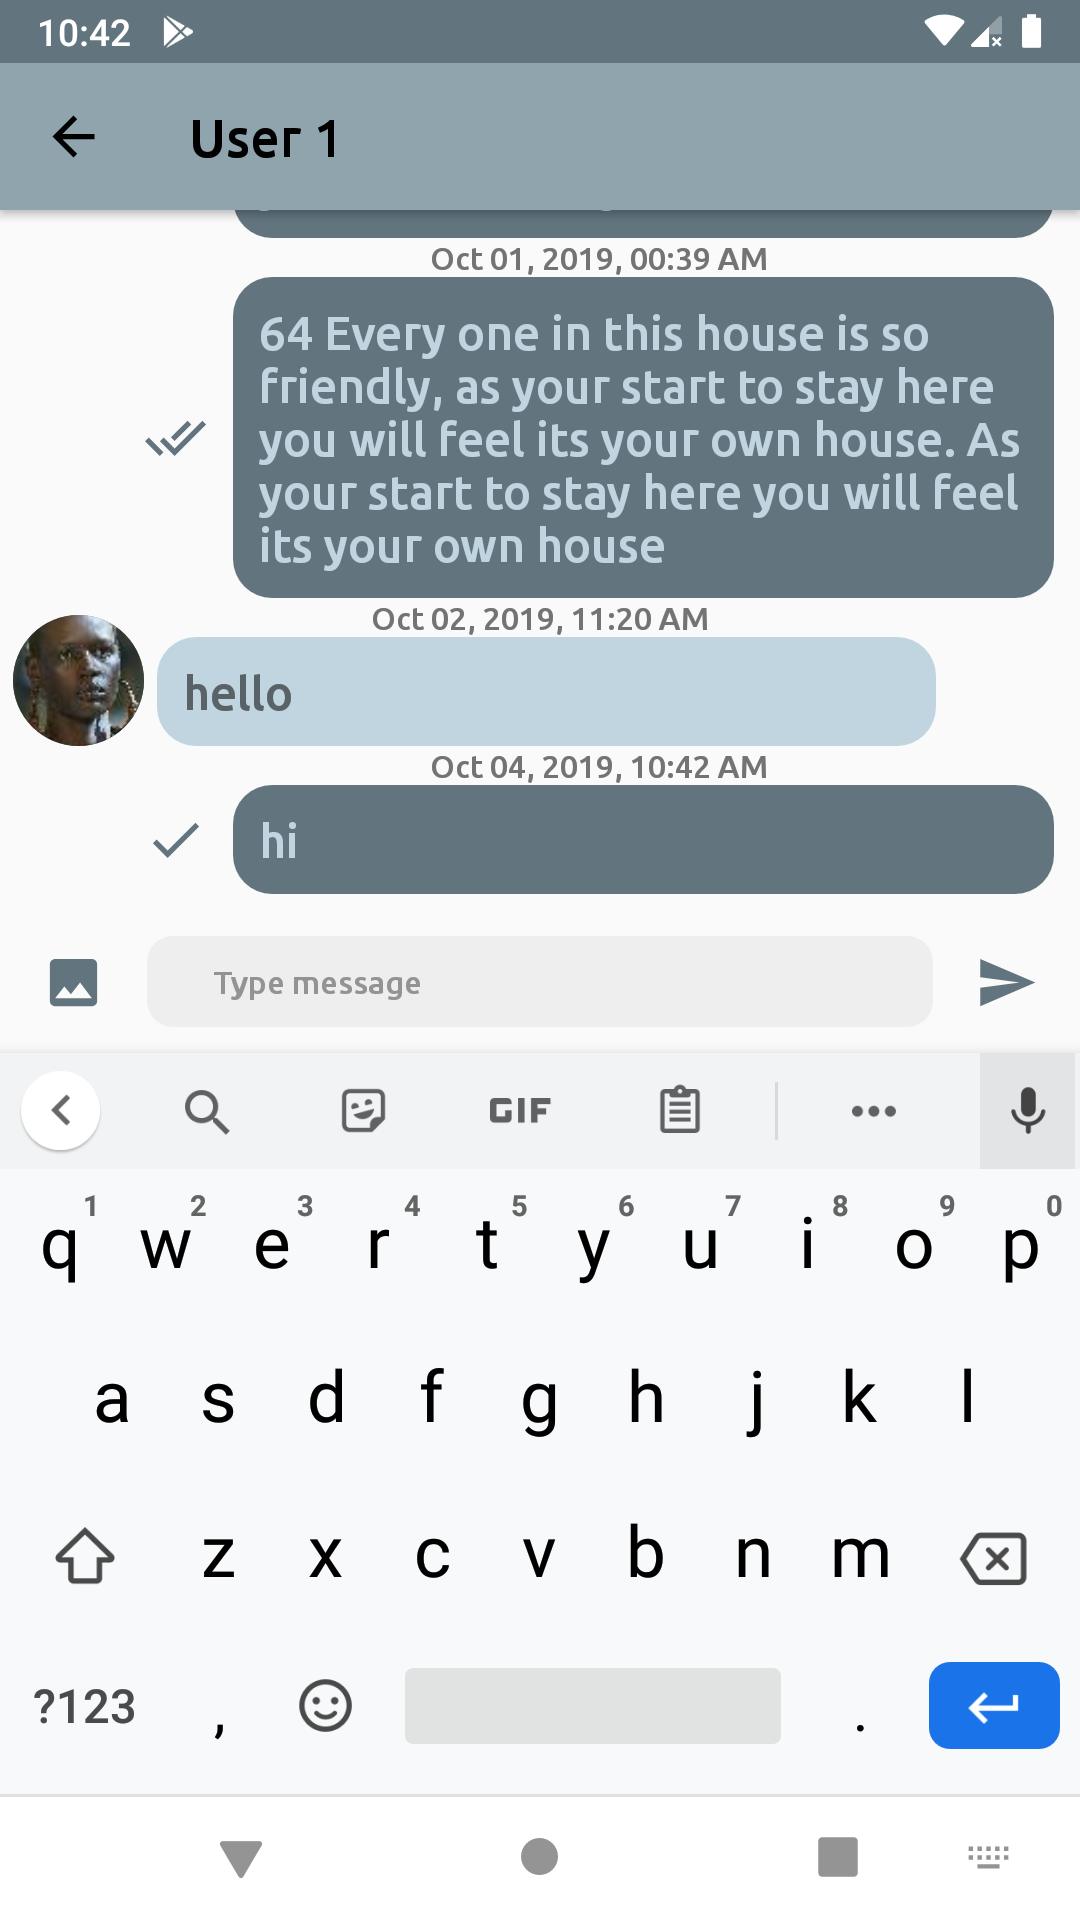 10:42
User 1
Oct 01, 2019, 00:39 AM
64 Every one in this house is so
friendly, as your start to stay here
you will feel its your own house. As
your start to stay here you will feel
its your own house
Oct 02, 2019, 11:20 AM
hello
Oct 04, 2019, 10:42 AM
hi
Type message
GIF
1 2 3 4 5 6 7 8 9 0
q w e r t y u i o p
a s d f g h j k l
z x c v b n m
?123 , .